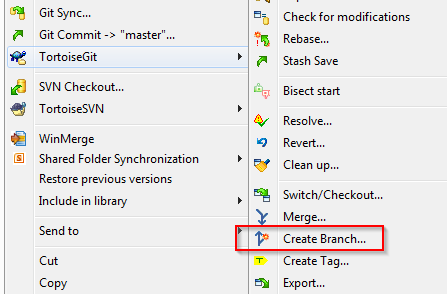 Git Sync...
Git Commit -> "master"...
TortoiseGit
SVN Checkout...
TortoiseSVN
WinMerge
Shared Folder Synchronization
Restore previous versions
Include in library
Send to
Cut
Copy
Check for modifications
Rebase...
Stash Save
Bisect start
Resolve...
Revert...
Clean up...
Switch/Checkout...
Merge...
Create Branch...
Create Tag...
Export...